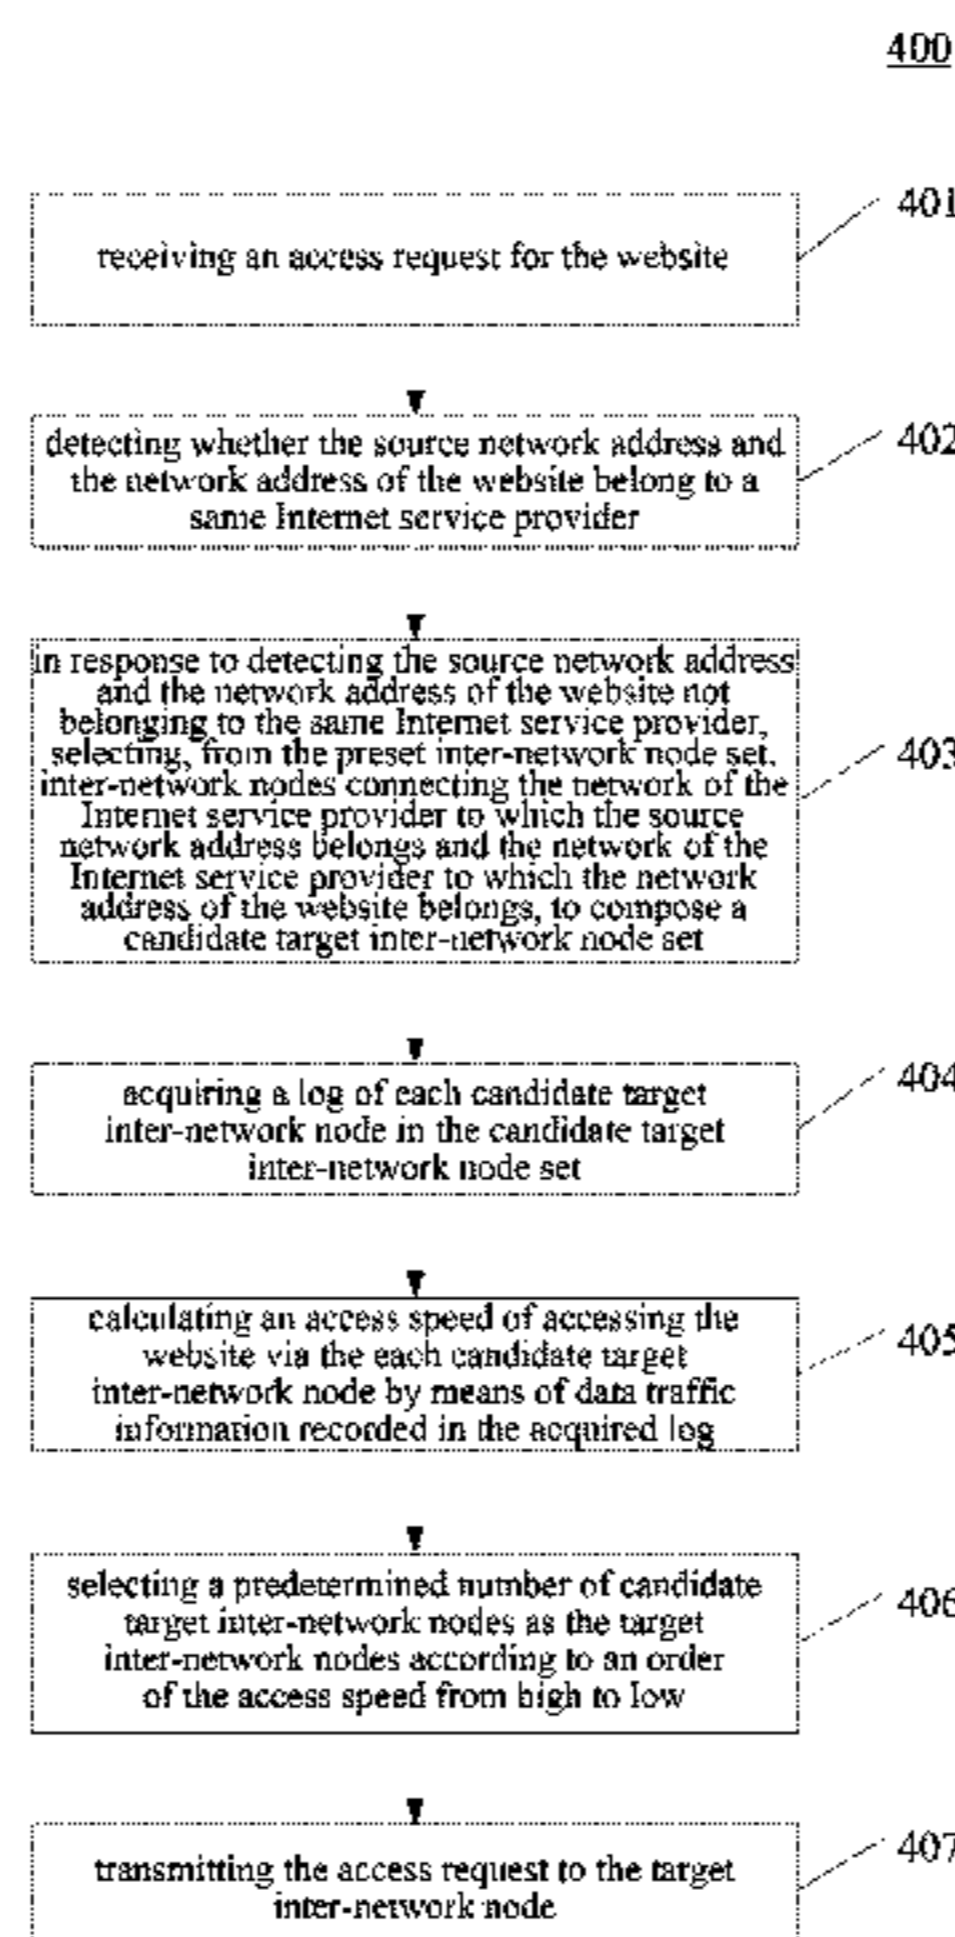 400
401
receiving an access request for the website
402
detecting whether the source network address and
the network address of the website belong to a
same Internet service provider
in response to detecting the source network address
and the network address of the website not
belonging to the same Internet service provider,
selecting, from the preset inter-network node set,
403
inter-network nodes connecting the network of the
Internet service provider to which the source
network address belongs and the network of the
Internet service provider to which the network
address of the website belongs, to compose a
candidate target inter-network node set
404
acquiring a log of each candidate target
inter-network node in the candidate target
inter-network node set
calculating an access speed of accessing the
405
website via the each candidate target
inter-network node by means of data traffic
information recorded in the acquired log
selecting a predetermined number of candidate
406
target inter-network nodes as the target
inter-network nodes according to an order
of the access speed from high to low
407
transmitting the access request to the target
inter-network node